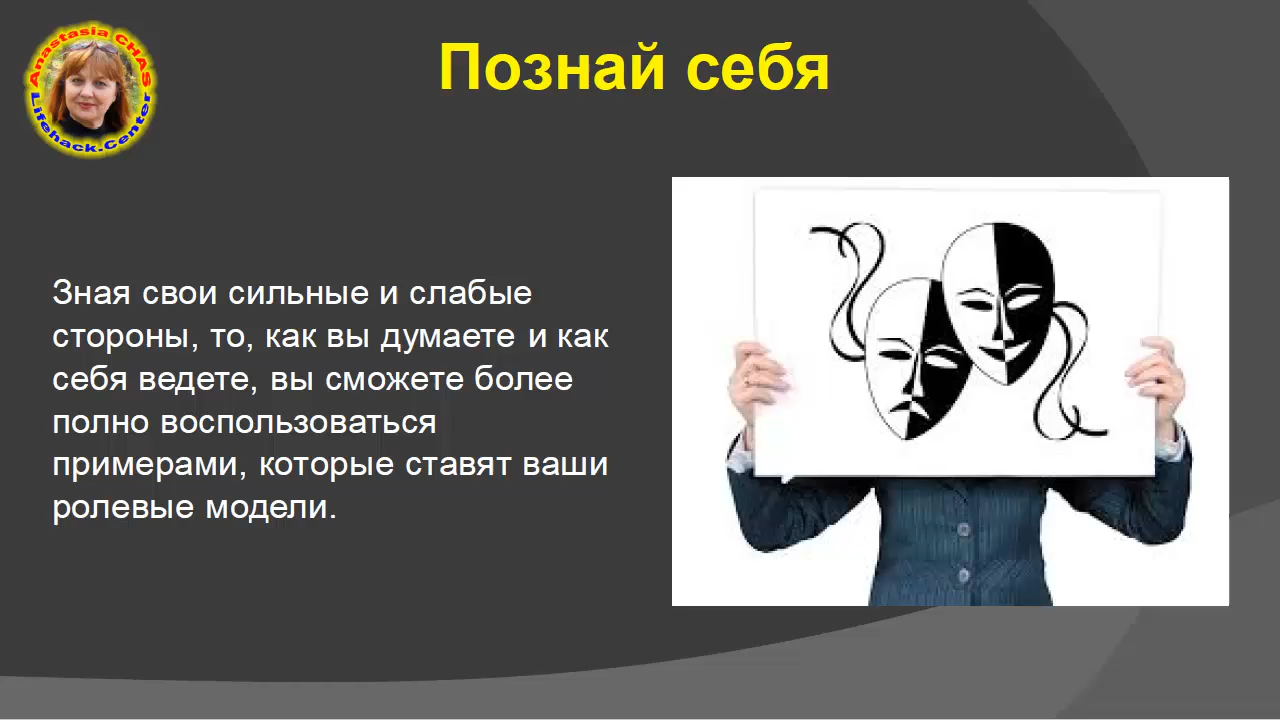 Anastasia CHAS
Lifehack.Center
Познай себя
Зная свои сильные и слабые
стороны, то, как вы думаете и как
себя ведете, вы сможете более
полно воспользоваться
примерами, которые ставят ваши
ролевые модели.